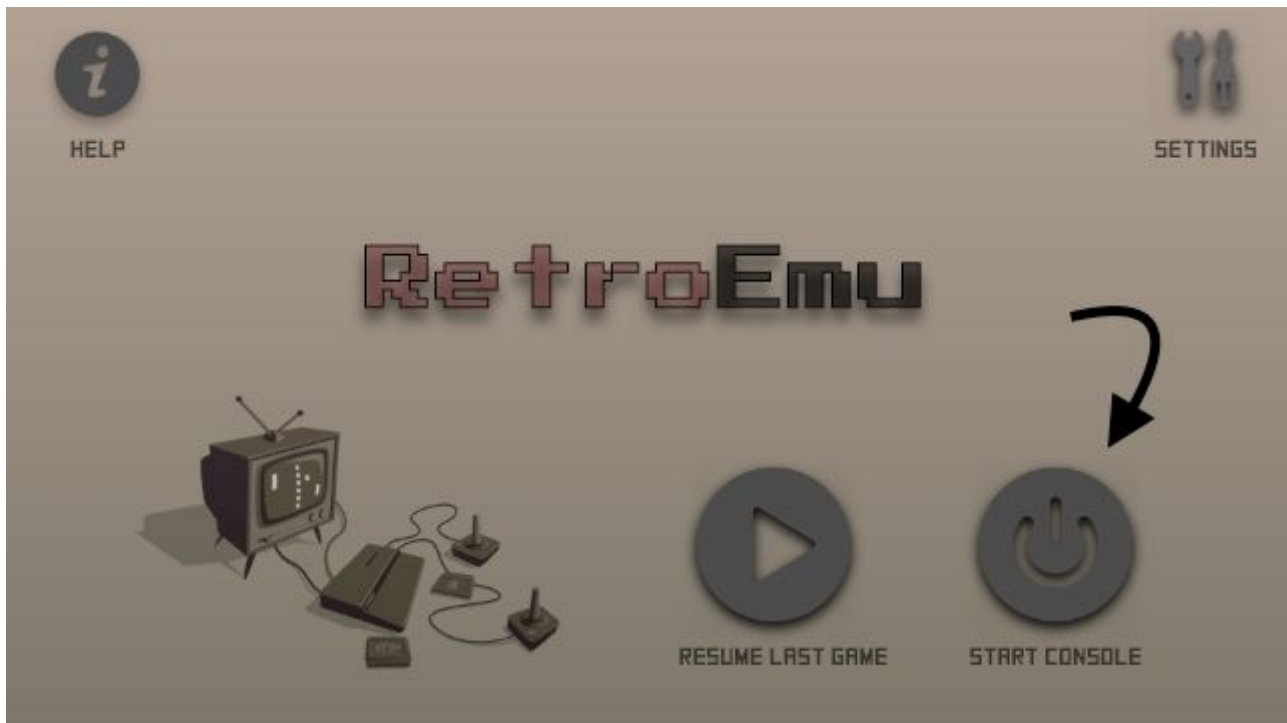 HELP
SETTINGS
RetroEmu
RESUME LAST GAME
START CONSOLE